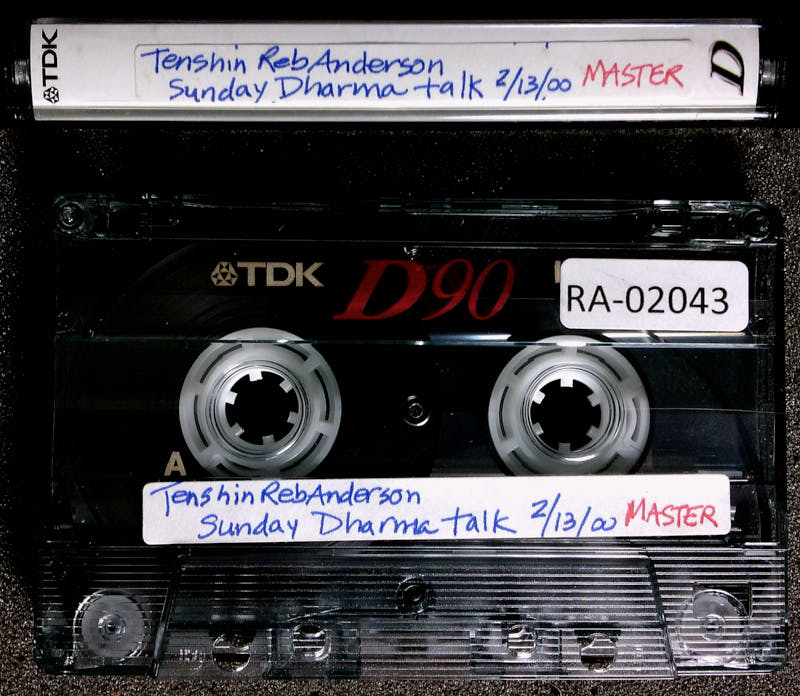 TDK
Tenshin Reb Anderson
Sunday Dharma talk 2/13/00 MASTER
D
TDK D90
RA-02043
A
Tenshin Reb Anderson
Sunday Dharma talk 2/13/00 MASTER